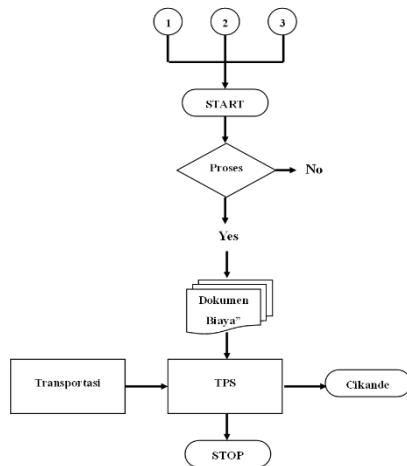 1 2 3
START
Proses No
Yes
Dokumen
Biaya”
Transportasi TPS Cikande
STOP